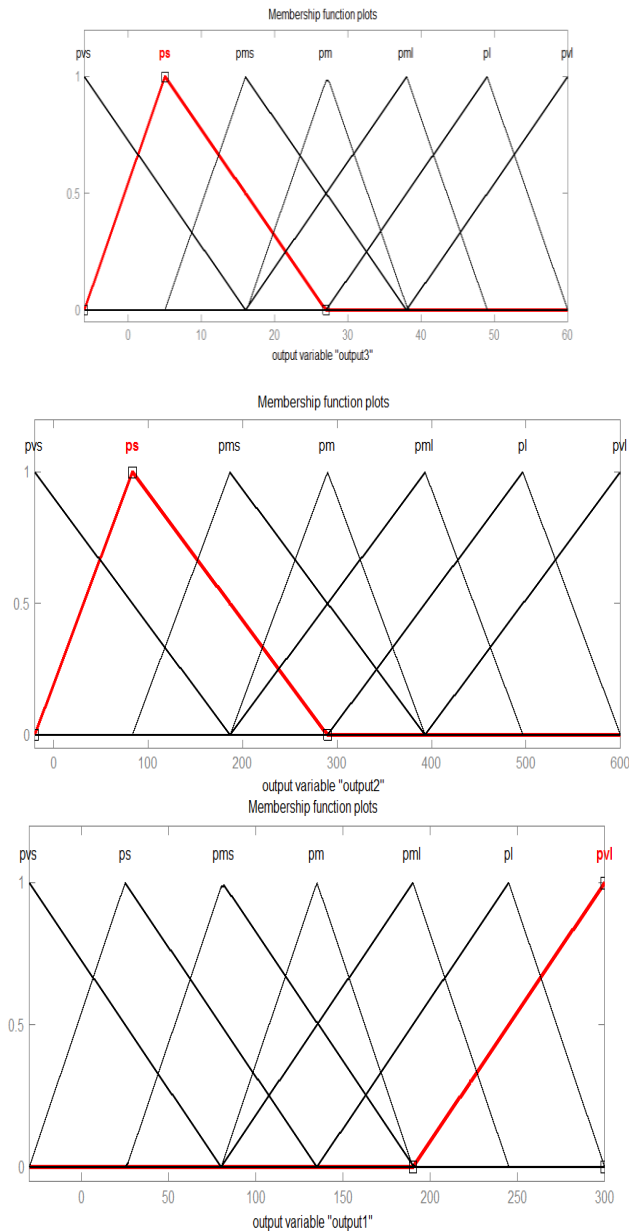 Membership function plots
pvs ps pms pm pml pl pvl
1
0.5
0
0 10 20 30 40 50 60
output variable "output3"
Membership function plots
pvs ps pms pm pml pl pvl
1
0.5
0
0 100 200 300 400 500 600
output variable "output2"
Membership function plots
pvs ps pms pm pml pl pvl
1
0.5
0
0 50 100 150 200 250 300
output variable "output1"